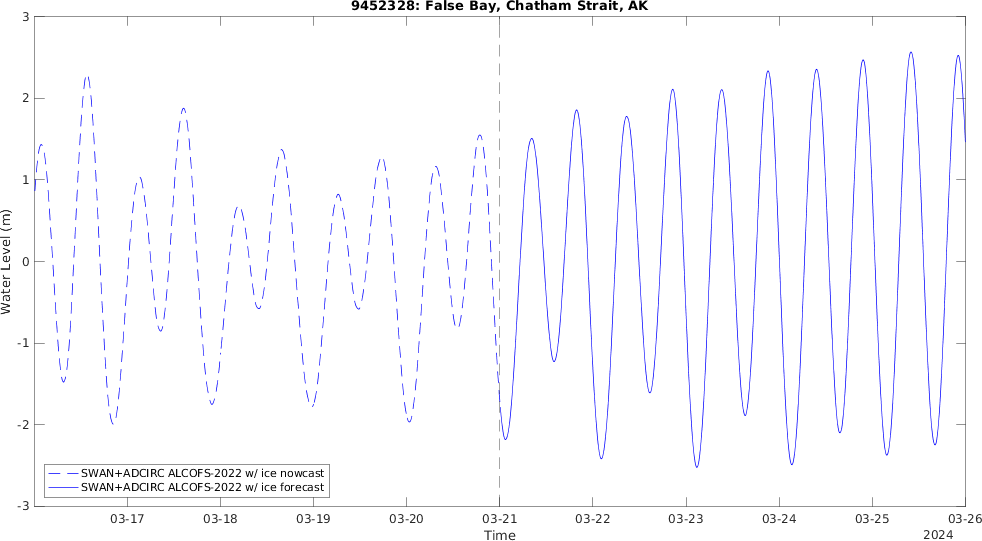 9452328: False Bay, Chatham Strait, AK
3
2
1
0
-1
-2
-3
Water Level (m)
SWAN+ADCIRC ALCOFS-2022 w/ ice nowcast
SWAN+ADCIRC ALCOFS-2022 w/ ice forecast
03-17 03-18 03-19 03-20 03-21 03-22 03-23 03-24 03-25 03-26
Time
2024